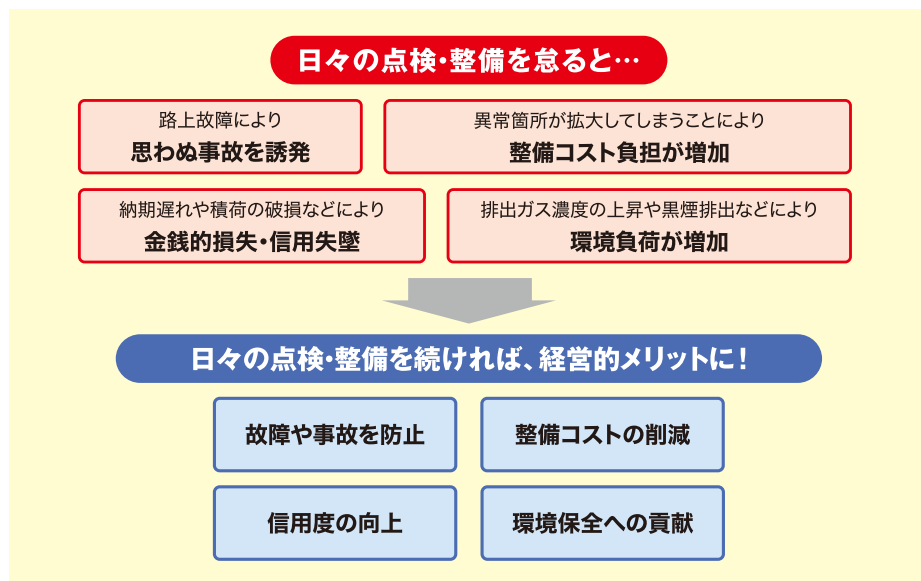 日々の点検・整備を怠ると…
路上故障により
思わぬ事故を誘発
異常箇所が拡大してしまうことにより
整備コスト負担が増加
納期遅れや積荷の破損などにより
金銭的損失・信用失墜
排出ガス濃度の上昇や黒煙排出などにより
環境負荷が増加
日々の点検・整備を続ければ、経営的メリットに！
故障や事故を防止
整備コストの削減
信用度の向上
環境保全への貢献